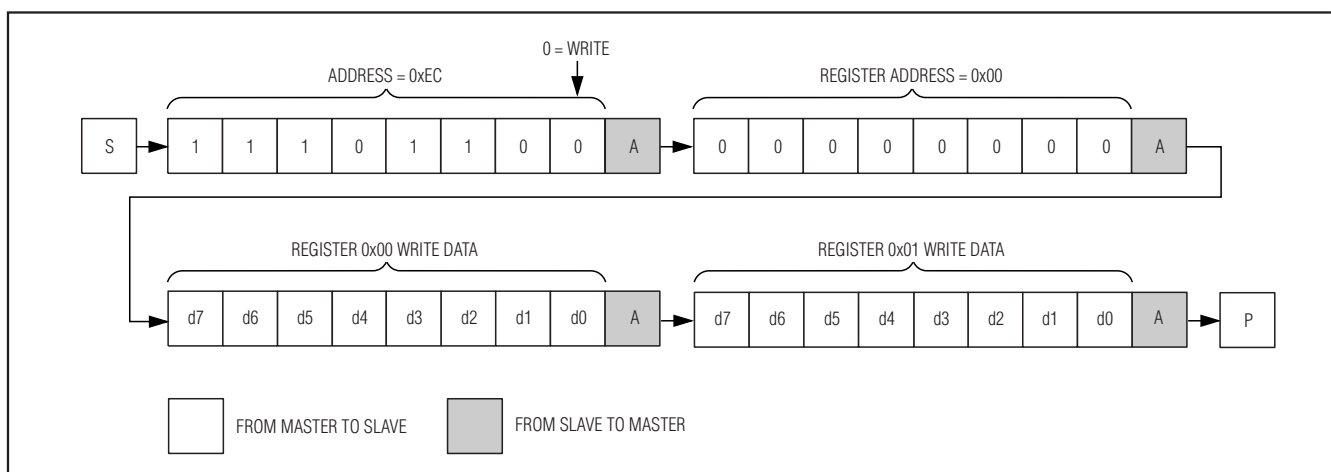 0 = WRITE
ADDRESS = 0xEC
REGISTER ADDRESS = 0x00
S 1 1 1 0 1 1 0 0 A 0 0 0 0 0 0 0 0 A
REGISTER 0x00 WRITE DATA
REGISTER 0x01 WRITE DATA
d7 d6 d5 d4 d3 d2 d1 d0 A d7 d6 d5 d4 d3 d2 d1 d0 A P
FROM MASTER TO SLAVE
FROM SLAVE TO MASTER